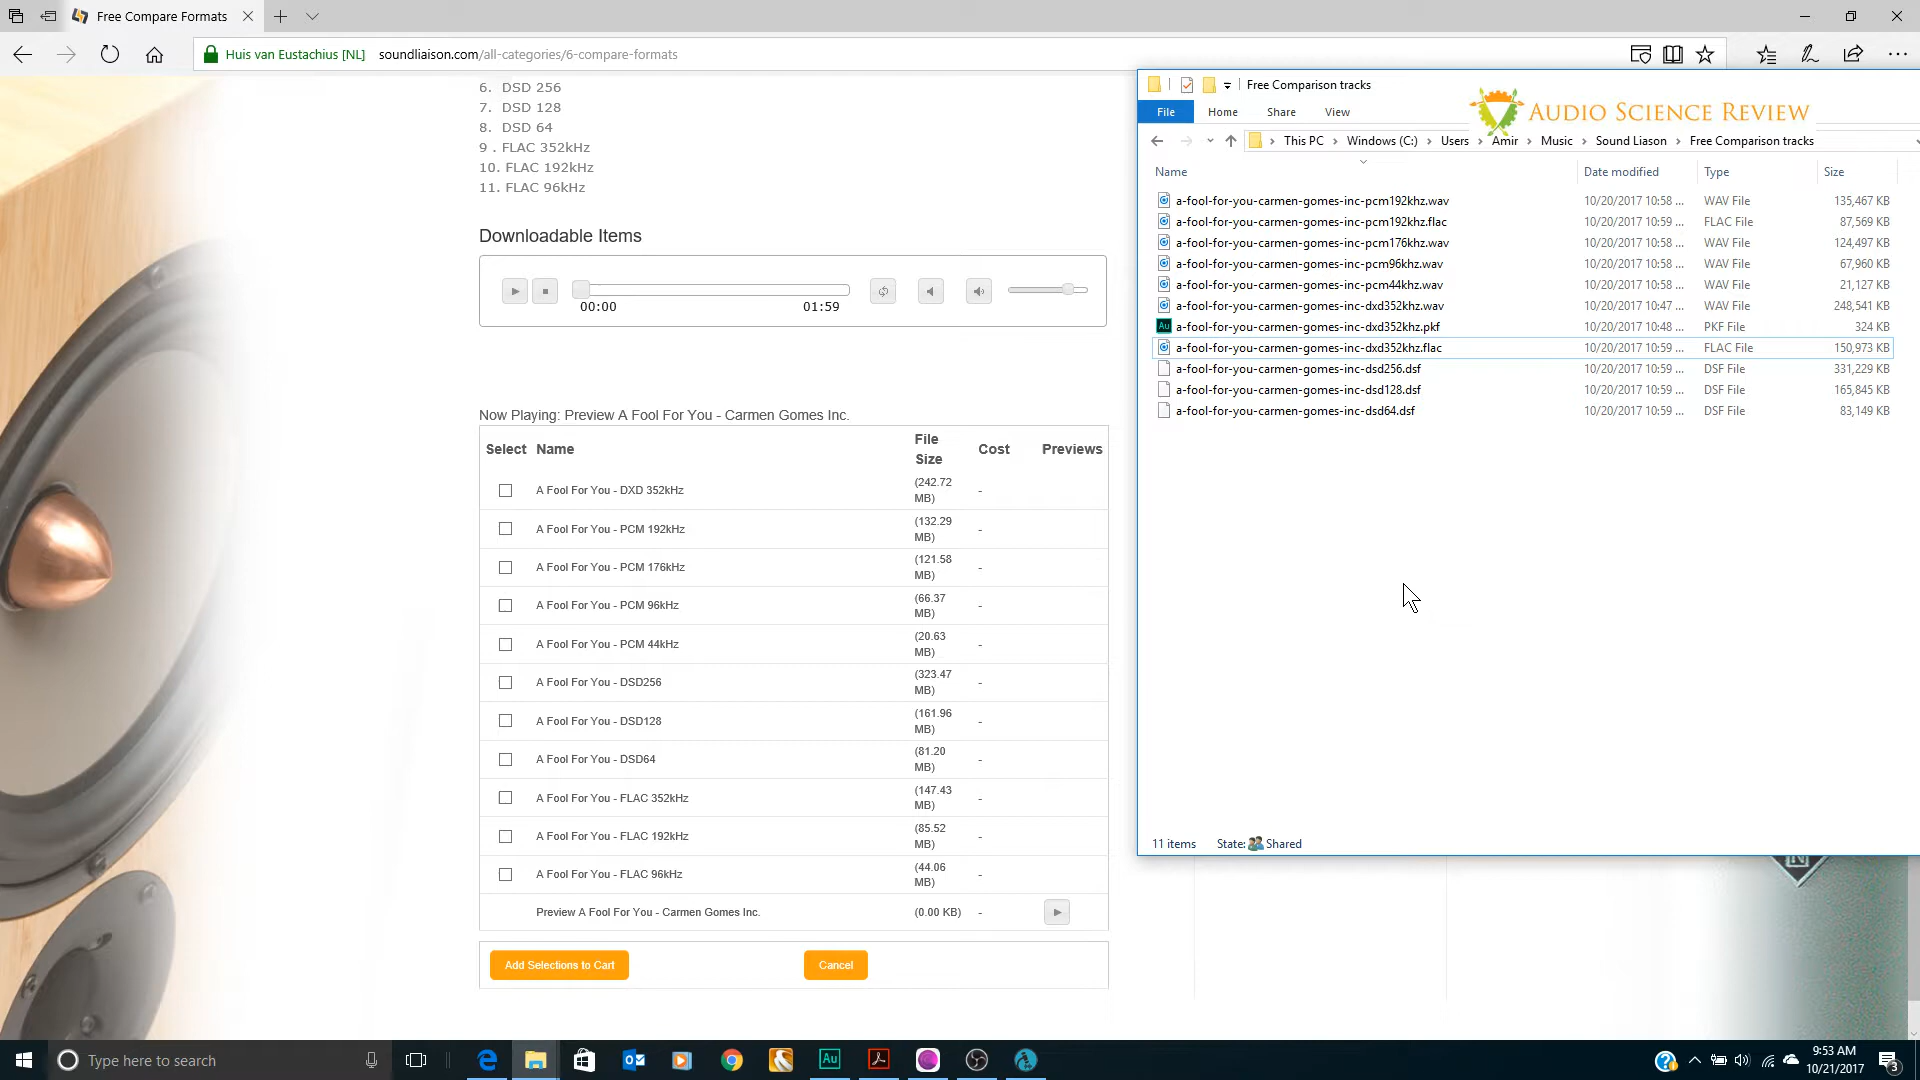 Free Compare Formats
Huis van Eustachius [NL] soundliaison.com/all-categories/6-compare-formats
6. DSD 256
7. DSD 128
8. DSD 64
9 . FLAC 352kHz
10. FLAC 192kHz
11. FLAC 96kHz
Downloadable Items
00:00 01:59
Now Playing: Preview A Fool For You - Carmen Gomes Inc.
Select Name File Size Cost Previews
A Fool For You - DXD 352kHz (242.72 MB) -
A Fool For You - PCM 192kHz (132.29 MB) -
A Fool For You - PCM 176kHz (121.58 MB) -
A Fool For You - PCM 96kHz (66.37 MB) -
A Fool For You - PCM 44kHz (20.63 MB) -
A Fool For You - DSD256 (323.47 MB) -
A Fool For You - DSD128 (161.96 MB) -
A Fool For You - DSD64 (81.20 MB) -
A Fool For You - FLAC 352kHz (147.43 MB) -
A Fool For You - FLAC 192kHz (85.52 MB) -
A Fool For You - FLAC 96kHz (44.06 MB) -
Preview A Fool For You - Carmen Gomes Inc. (0.00 KB) -
Add Selections to Cart Cancel
Free Comparison tracks
File Home Share View
AUDIO SCIENCE REVIEW
This PC Windows (C:) Users Amir Music Sound Liason Free Comparison tracks
Name Date modified Type Size
a-fool-for-you-carmen-gomes-inc-pcm192khz.wav 10/20/2017 10:58 ... WAV File 135,467 KB
a-fool-for-you-carmen-gomes-inc-pcm192khz.flac 10/20/2017 10:59 ... FLAC File 87,569 KB
a-fool-for-you-carmen-gomes-inc-pcm176khz.wav 10/20/2017 10:58 ... WAV File 124,497 KB
a-fool-for-you-carmen-gomes-inc-pcm96khz.wav 10/20/2017 10:58 ... WAV File 67,960 KB
a-fool-for-you-carmen-gomes-inc-pcm44khz.wav 10/20/2017 10:58 ... WAV File 21,127 KB
a-fool-for-you-carmen-gomes-inc-dxd352khz.wav 10/20/2017 10:47 ... WAV File 248,541 KB
Au a-fool-for-you-carmen-gomes-inc-dxd352khz.pkf 10/20/2017 10:48 ... PKF File 324 KB
a-fool-for-you-carmen-gomes-inc-dxd352khz.flac 10/20/2017 10:59 ... FLAC File 150,973 KB
a-fool-for-you-carmen-gomes-inc-dsd256.dsf 10/20/2017 10:59 ... DSF File 331,229 KB
a-fool-for-you-carmen-gomes-inc-dsd128.dsf 10/20/2017 10:59 ... DSF File 165,845 KB
a-fool-for-you-carmen-gomes-inc-dsd64.dsf 10/20/2017 10:59 ... DSF File 83,149 KB
11 items State: Shared
Type here to search
Au
9:53 AM
10/21/2017
3